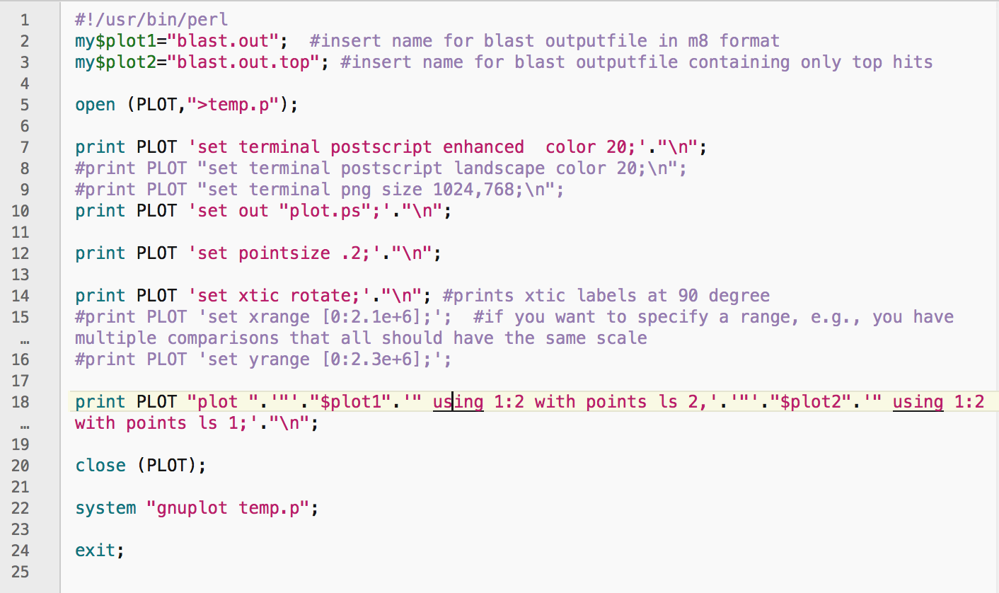 1 #!/usr/bin/perl
2 my$plot1="blast.out";  #insert name for blast outputfile in m8 format
3 my$plot2="blast.out.top"; #insert name for blast outputfile containing only top hits
4
5 open (PLOT,">temp.p");
6
7 print PLOT 'set terminal postscript enhanced  color 20;'."\n";
8 #print PLOT "set terminal postscript landscape color 20;\n";
9 #print PLOT "set terminal png size 1024,768;\n";
10 print PLOT 'set out "plot.ps";'."\n";
11
12 print PLOT 'set pointsize .2;'."\n";
13
14 print PLOT 'set xtic rotate;'."\n"; #prints xtic labels at 90 degree
15 #print PLOT 'set xrange [0:2.1e+6];';  #if you want to specify a range, e.g., you have
… multiple comparisons that all should have the same scale
16 #print PLOT 'set yrange [0:2.3e+6];';
17
18 print PLOT "plot ".'"'."$plot1".'" using 1:2 with points ls 2,'.'"'."$plot2".'" using 1:2
… with points ls 1;'."\n";
19
20 close (PLOT);
21
22 system "gnuplot temp.p";
23
24 exit;
25